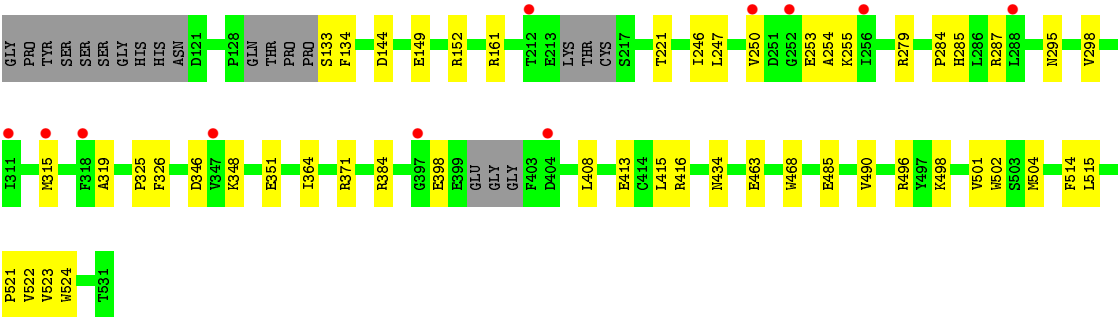 GLY PRO TYR SER SER SER GLY HIS HIS ASN D121 P128 GLN THR PRO PRO S133 F134 D144 E149 R152 R161 T212 E213 LYS THR CYS S217 T221 I246 L247 V250 D251 G252 E253 A254 K255 I256 R279 P284 H285 L286 R287 L288 N295 V298
I311 M315 F318 A319 P325 F326 D346 V347 K348 E351 I364 R371 R384 G397 E398 E399 GLU GLY GLY F403 D404 L408 E413 C414 L415 R416 N434 E463 W468 E485 V490 R496 Y497 K498 V501 W502 S503 M504 F514 L515
P521 V522 V523 W524 T531